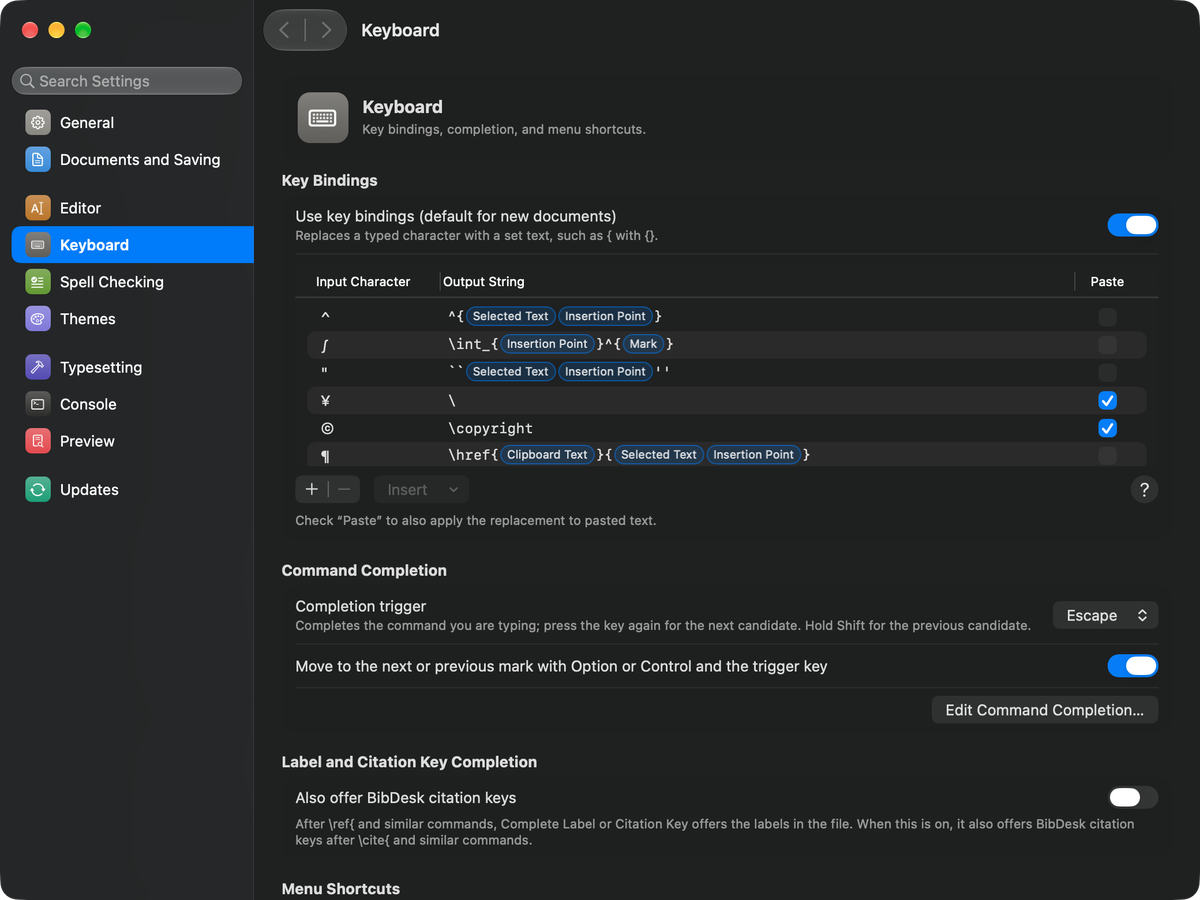 Keyboard
Search Settings
General
Documents and Saving
Editor
Keyboard
Spell Checking
Themes
Typesetting
Console
Preview
Updates
Keyboard
Key bindings, completion, and menu shortcuts.
Key Bindings
Use key bindings (default for new documents)
Replaces a typed character with a set text, such as { with {}.
Input Character Output String Paste
^ ^{Selected Text Insertion Point}
∫ \int_{Insertion Point}^{Mark}
" ``Selected Text Insertion Point''
¥ \
© \copyright
¶ \href{Clipboard Text}{Selected Text Insertion Point}
+ − Insert ?
Check “Paste” to also apply the replacement to pasted text.
Command Completion
Completion trigger
Escape
Completes the command you are typing; press the key again for the next candidate. Hold Shift for the previous candidate.
Move to the next or previous mark with Option or Control and the trigger key
Edit Command Completion...
Label and Citation Key Completion
Also offer BibDesk citation keys
After \ref{ and similar commands, Complete Label or Citation Key offers the labels in the file. When this is on, it also offers BibDesk citation
keys after \cite{ and similar commands.
Menu Shortcuts